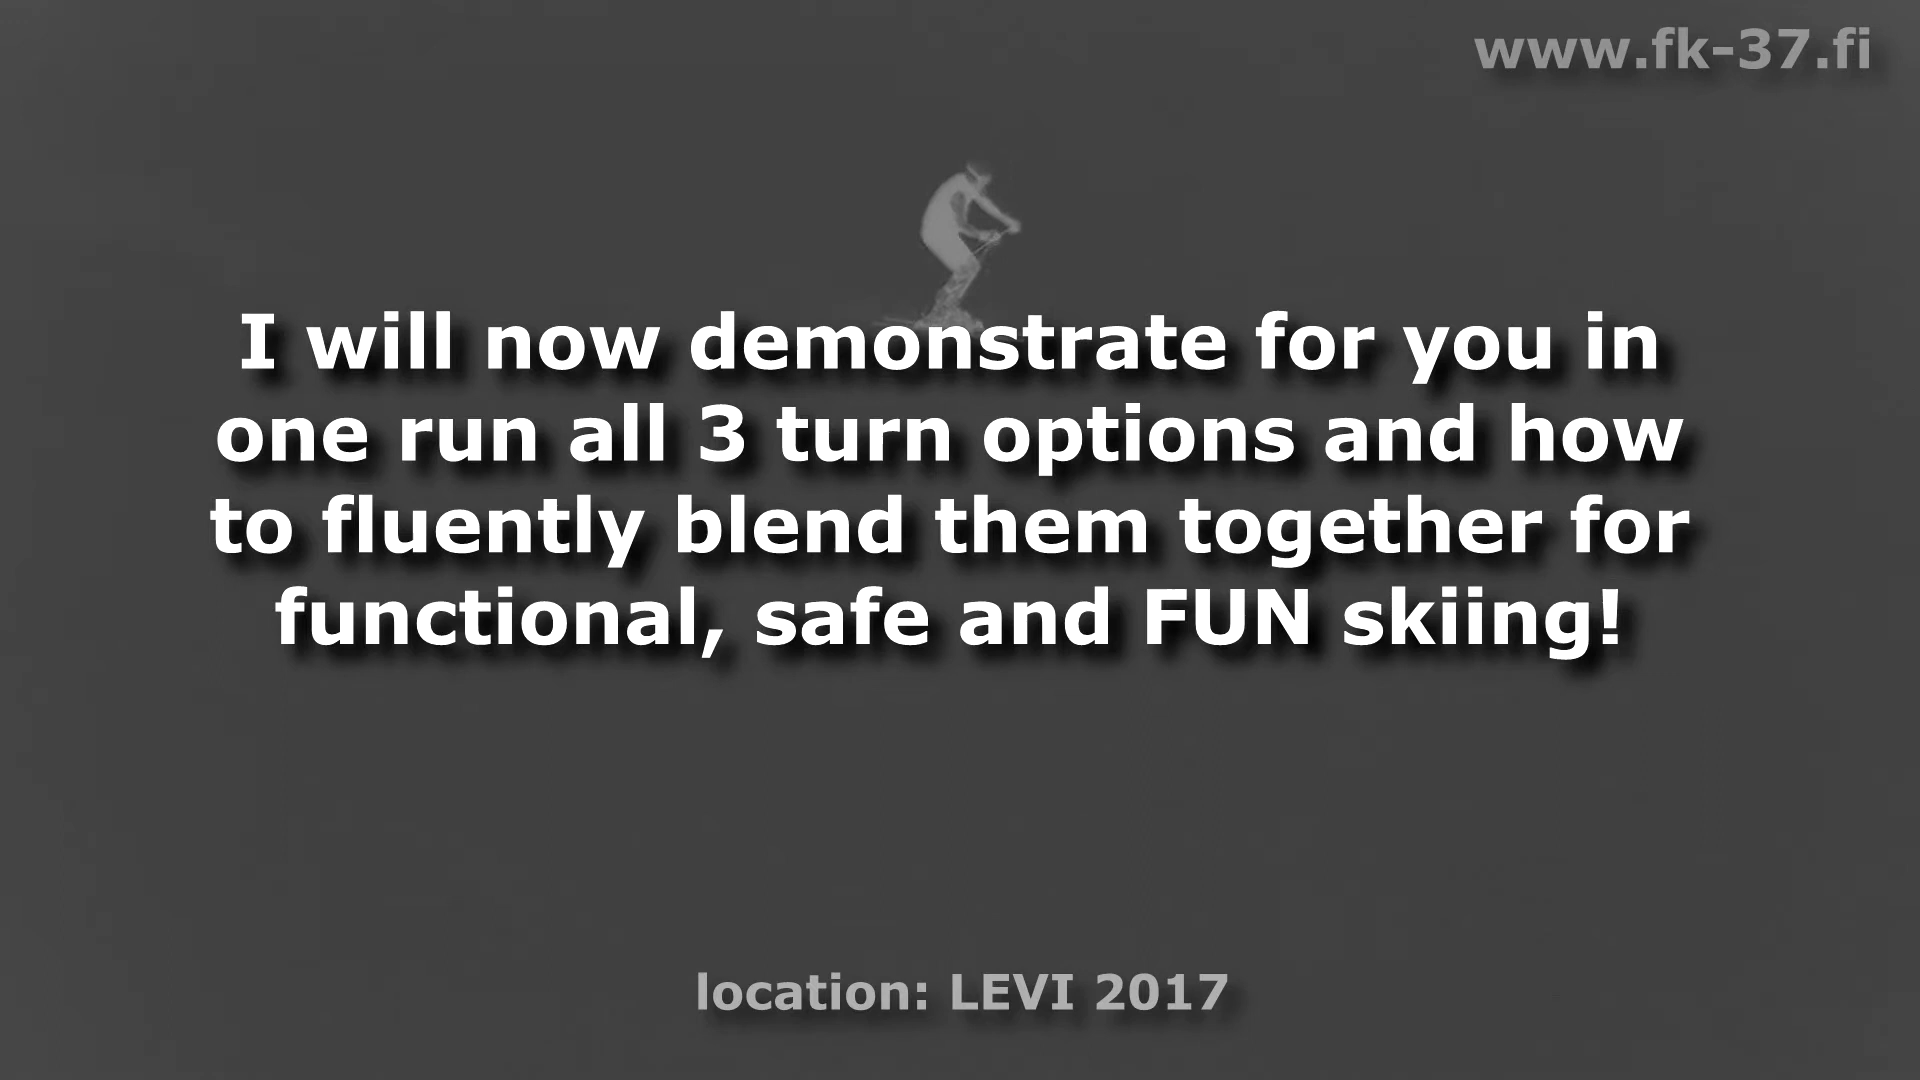 www.fk-37.fi
I will now demonstrate for you in
one run all 3 turn options and how
to fluently blend them together for
functional, safe and FUN skiing!
location: LEVI 2017